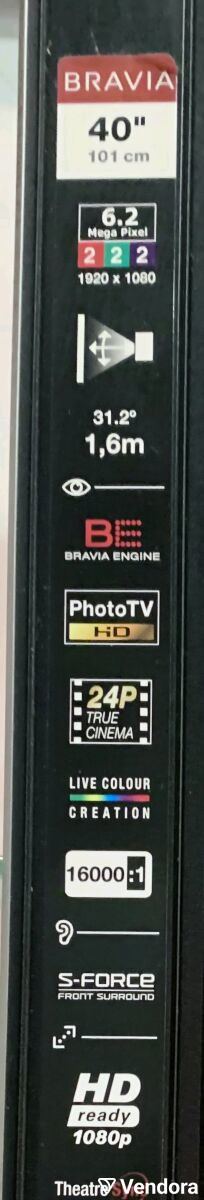 BRAVIA
40"
101 cm
6.2
Mega Pixel
2 2 2
1920 x 1080
31.2°
1,6m
BE
BRAVIA ENGINE
PhotoTV
HD
24P
TRUE
CINEMA
LIVE COLOUR
CREATION
16000:1
S-FORCE
FRONT SURROUND
HD
ready
1080p
Theatre
Vendora